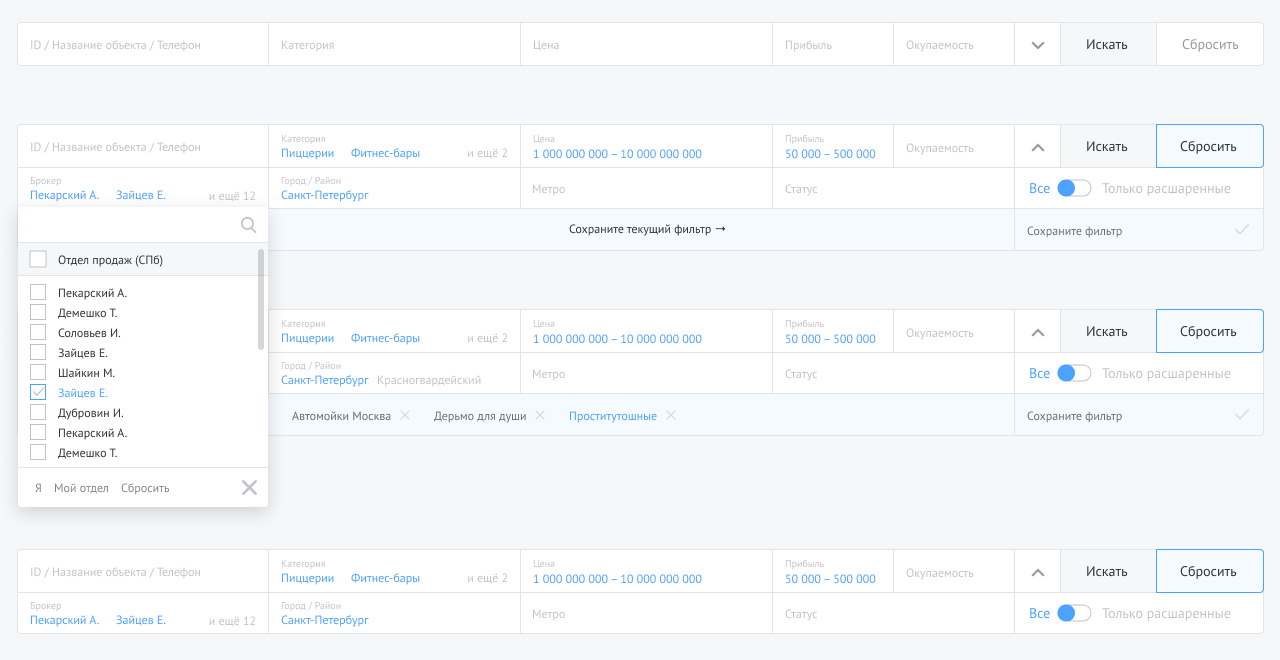 ID / Название объекта / Телефон Категория Цена Прибыль Окупаемость Искать Сбросить
Категория Цена Прибыль
ID / Название объекта / Телефон Пиццерии Фитнес-бары и ещё 2 1 000 000 000 – 10 000 000 000 50 000 – 500 000 Окупаемость Искать Сбросить
Брокер Город / Район
Пекарский А. Зайцев Е. и ещё 12 Санкт-Петербург Метро Статус Все Только расшаренные
Сохраните текущий фильтр → Сохраните фильтр
Отдел продаж (СПб)
Пекарский А.
Демешко Т.
Соловьев И.
Зайцев Е.
Шайкин М.
Зайцев Е.
Дубровин И.
Пекарский А.
Демешко Т.
Я Мой отдел Сбросить
Категория Цена Прибыль
Пиццерии Фитнес-бары и ещё 2 1 000 000 000 – 10 000 000 000 50 000 – 500 000 Окупаемость Искать Сбросить
Город / Район
Санкт-Петербург Красногвардейский Метро Статус Все Только расшаренные
Автомойки Москва Дерьмо для души Проститутошные Сохраните фильтр
Категория Цена Прибыль
ID / Название объекта / Телефон Пиццерии Фитнес-бары и ещё 2 1 000 000 000 – 10 000 000 000 50 000 – 500 000 Окупаемость Искать Сбросить
Брокер Город / Район
Пекарский А. Зайцев Е. и ещё 12 Санкт-Петербург Метро Статус Все Только расшаренные